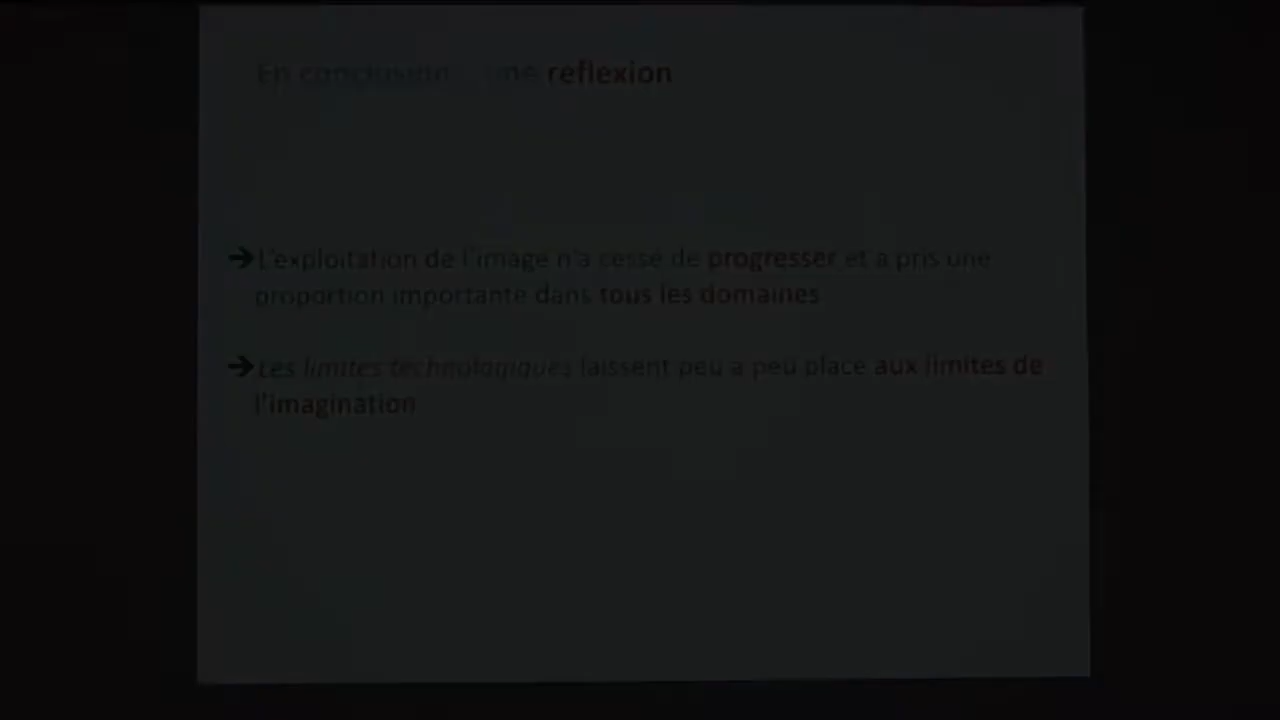 En conclusion : une reflexion
➔ L'exploitation de l'image n'a cessé de progresser et a pris une
proportion importante dans tous les domaines
➔ Les limites technologiques laissent peu a peu place aux limites de
l'imagination